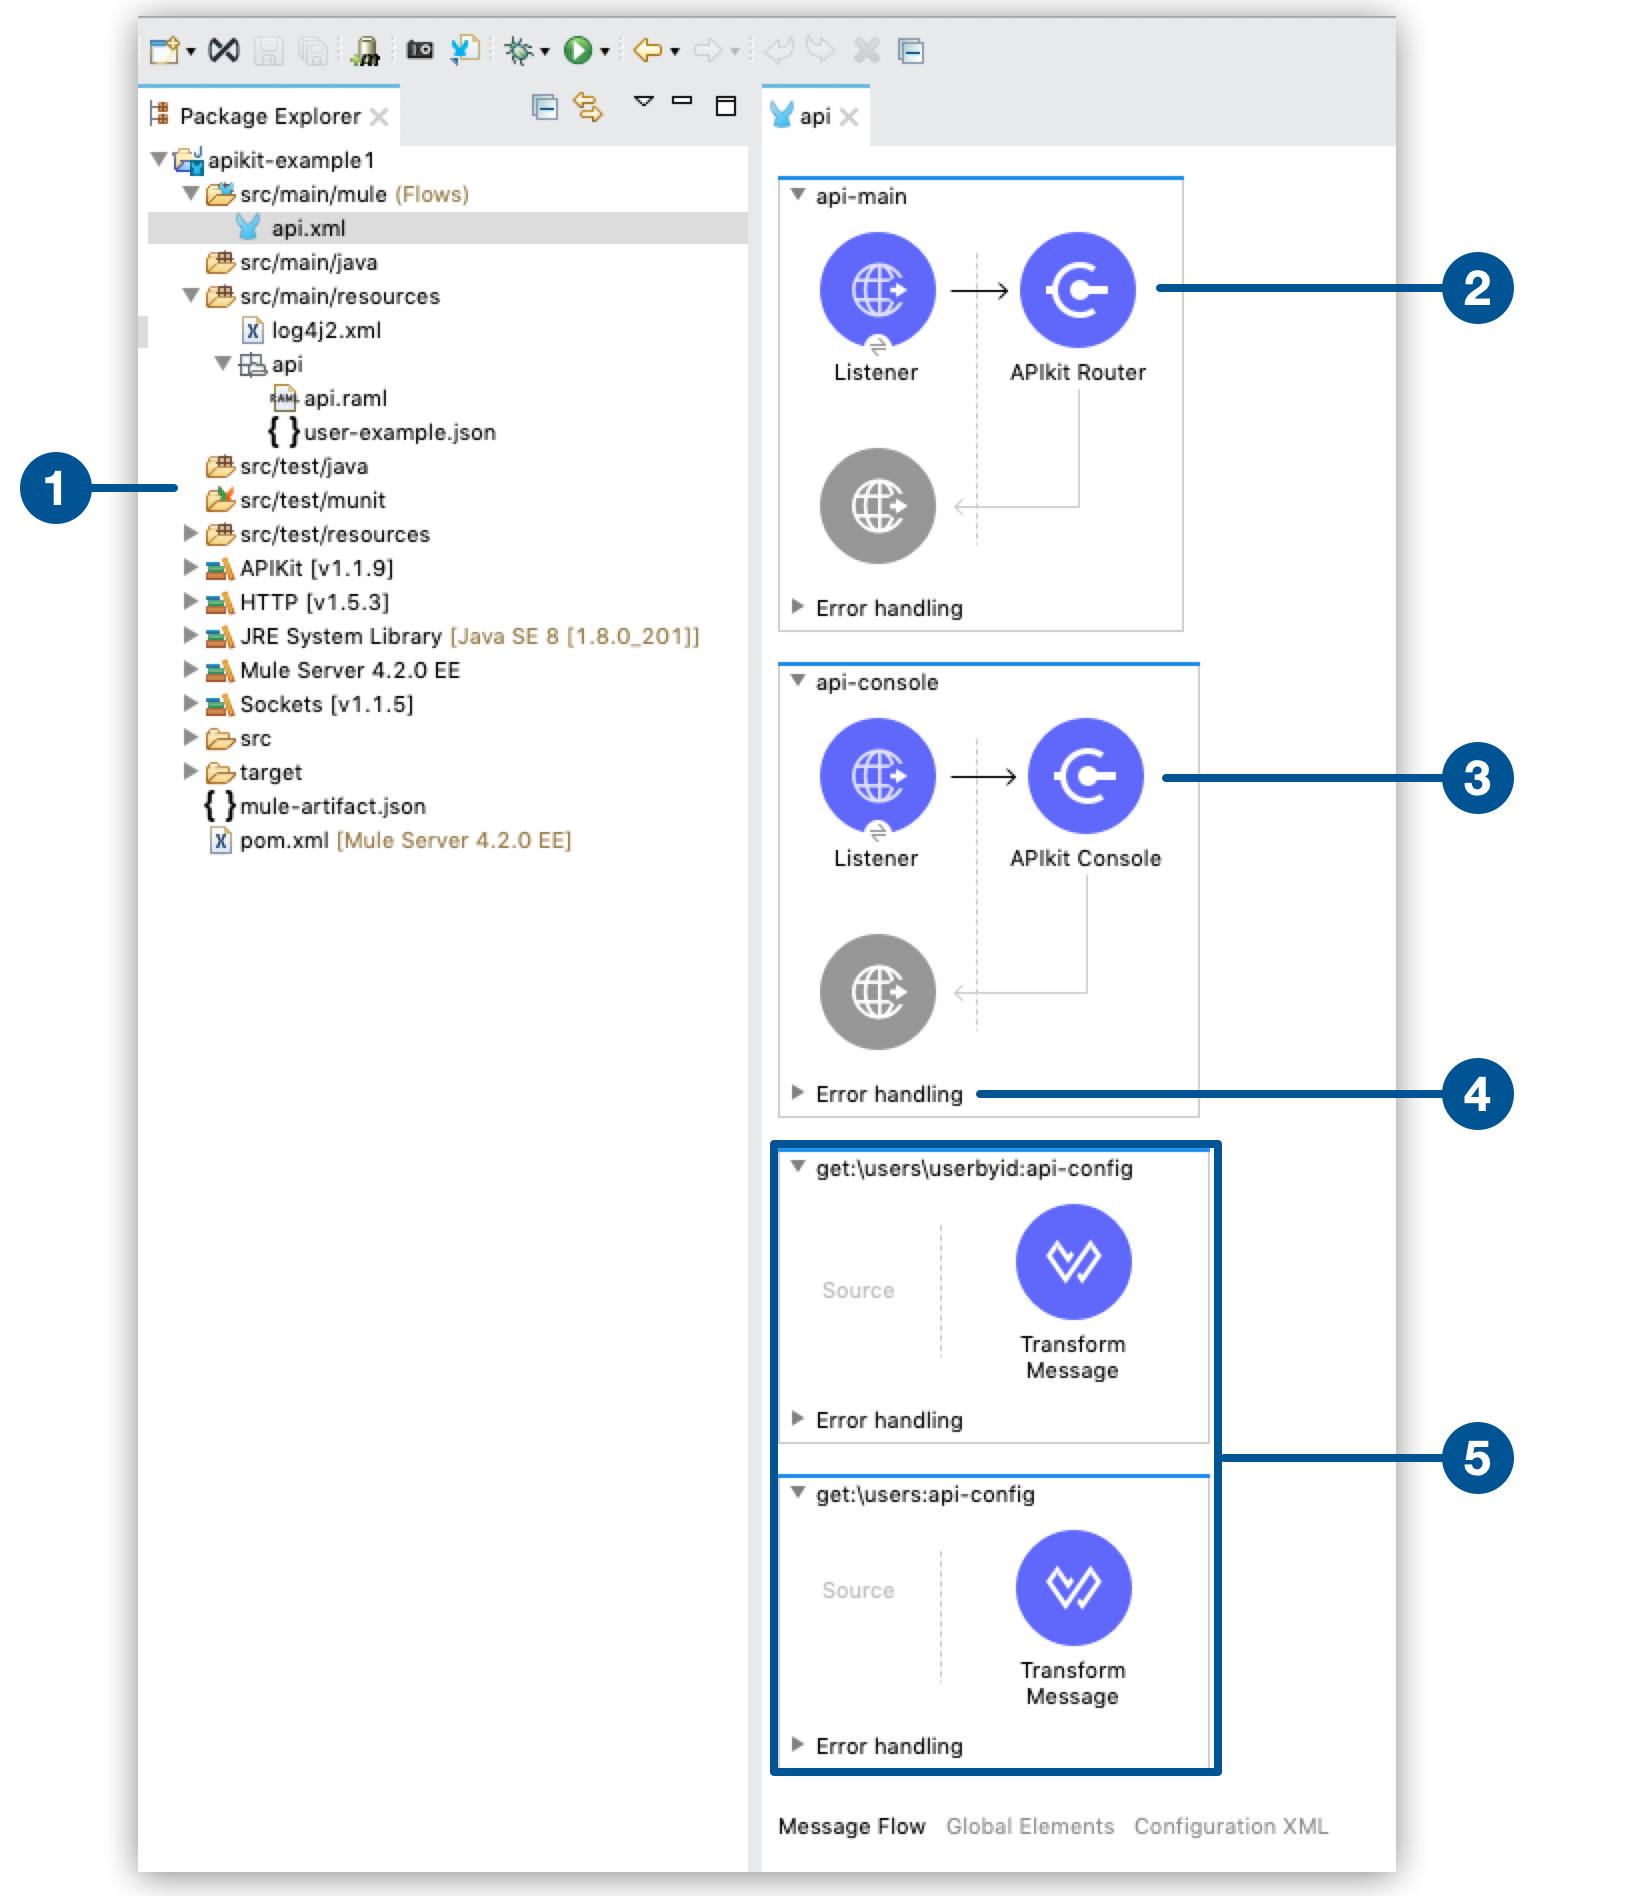 Package Explorer
apikit-example1
src/main/mule (Flows)
api.xml
src/main/java
src/main/resources
log4j2.xml
api
RAML api.raml
{ } user-example.json
src/test/java
src/test/munit
src/test/resources
APIKit [v1.1.9]
HTTP [v1.5.3]
JRE System Library [Java SE 8 [1.8.0_201]]
Mule Server 4.2.0 EE
Sockets [v1.1.5]
src
target
{ } mule-artifact.json
pom.xml [Mule Server 4.2.0 EE]
1
api
api-main
Listener
APIkit Router
Error handling
2
api-console
Listener
APIkit Console
3
Error handling
4
get:\users\userbyid:api-config
Source
Transform
Message
Error handling
5
get:\users:api-config
Source
Transform
Message
Error handling
Message Flow Global Elements Configuration XML